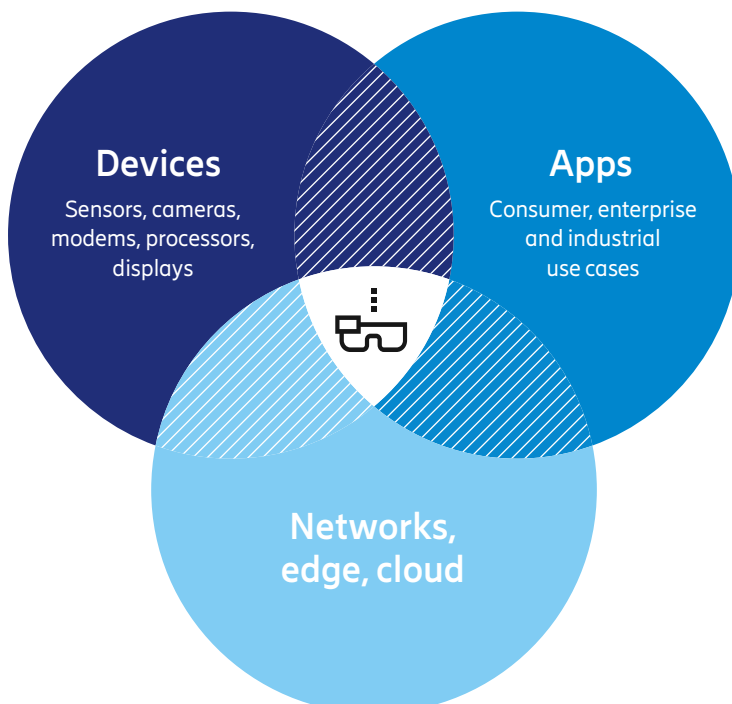 Devices
Sensors, cameras,
modems, processors,
displays
Apps
Consumer, enterprise
and industrial
use cases
Networks,
edge, cloud